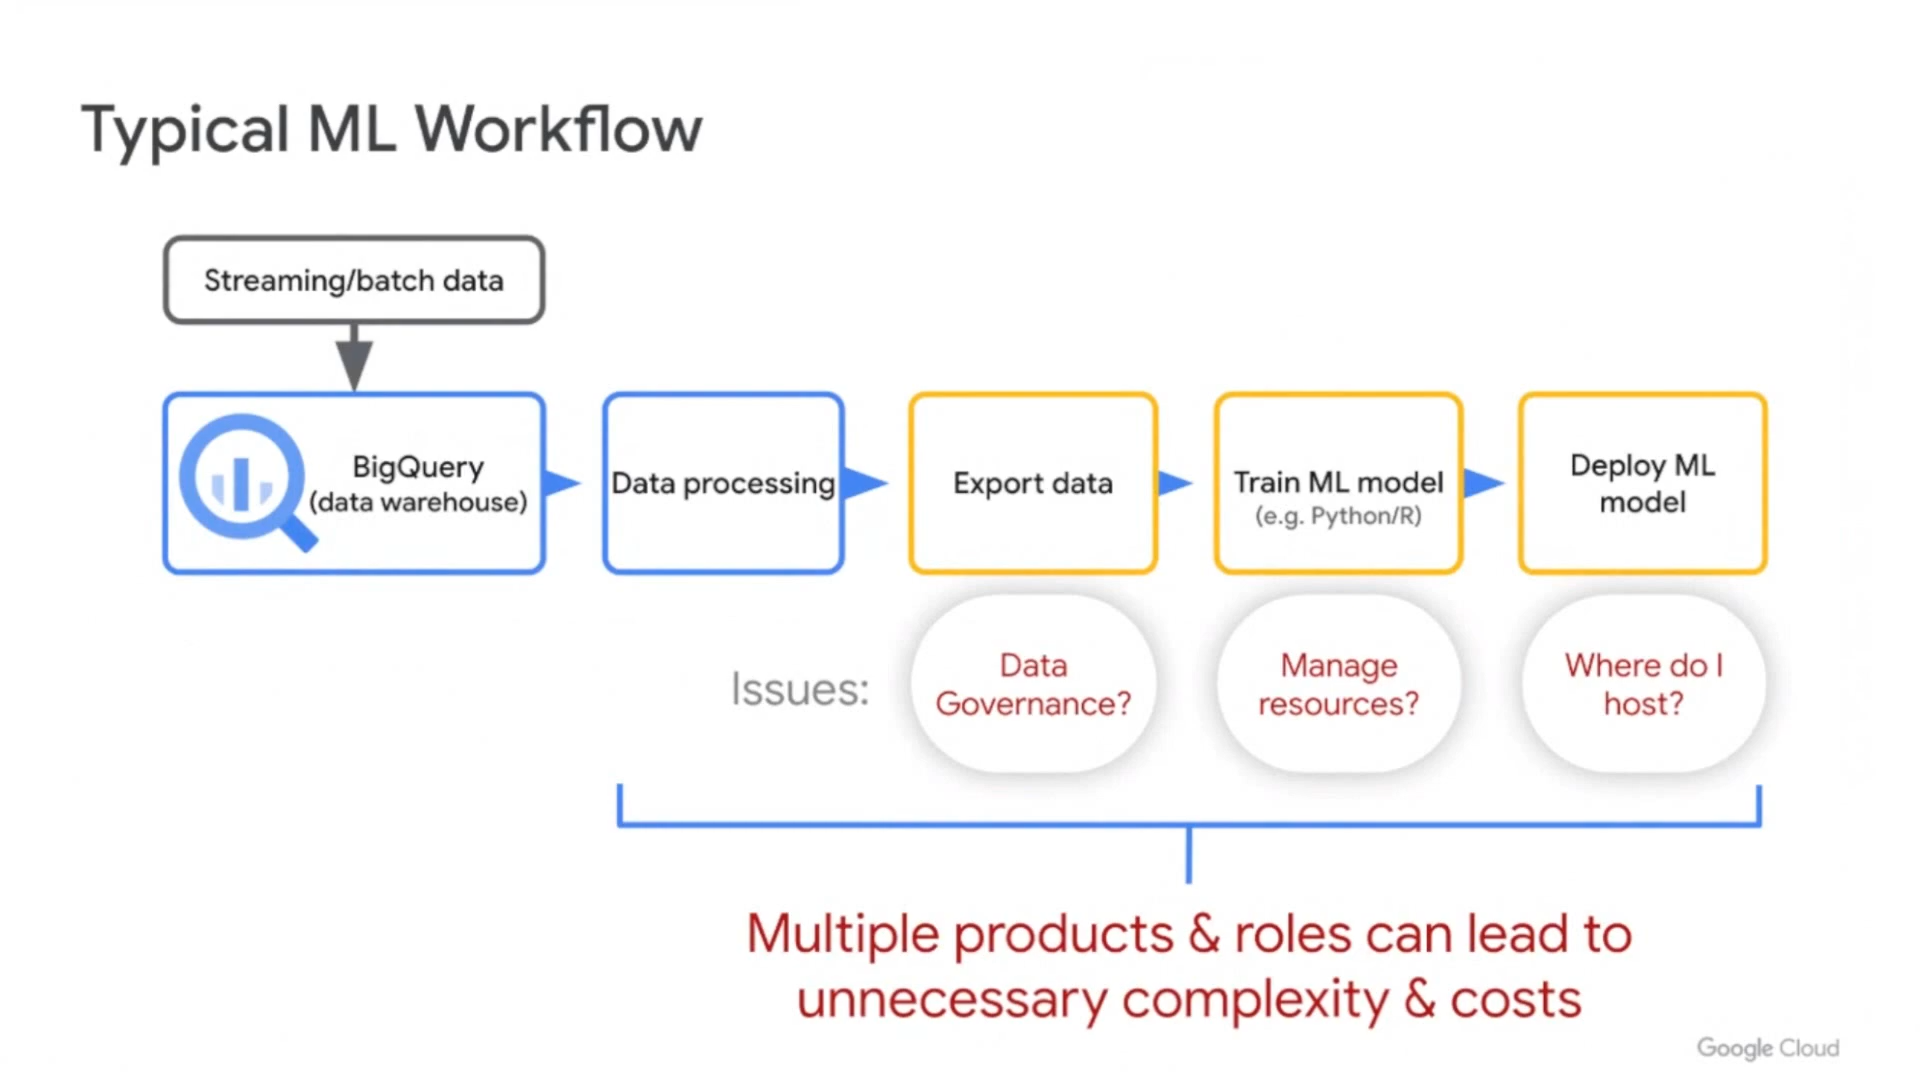 Typical ML Workflow
Streaming/batch data
BigQuery
(data warehouse)
Data processing
Export data
Train ML model
(e.g. Python/R)
Deploy ML
model
Issues:
Data
Governance?
Manage
resources?
Where do I
host?
Multiple products & roles can lead to
unnecessary complexity & costs
Google Cloud